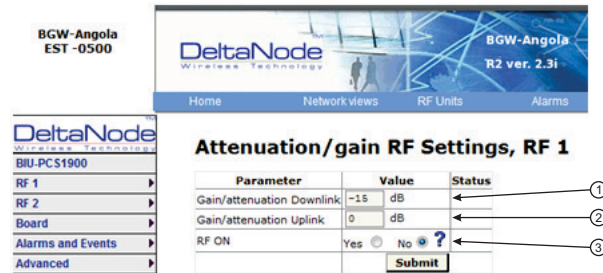 BGW-Angola
EST -0500
DeltaNode
Wireless Technology
BGW-Angola
R2 ver. 2.3i
Home Network views RF Units Alarms
DeltaNode
Wireless Technology
BIU-PCS1900
RF 1
RF 2
Board
Alarms and Events
Advanced
Attenuation/gain RF Settings, RF 1
Parameter Value Status
Gain/attenuation Downlink -15 dB
1
Gain/attenuation Uplink 0 dB
2
RF ON Yes No ?
3
Submit